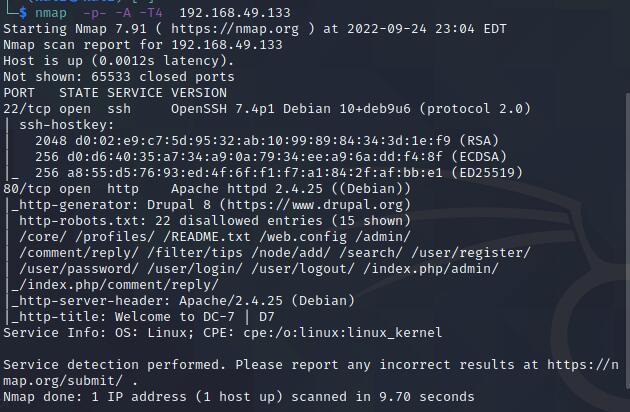 $ nmap -p- -A -T4 192.168.49.133
Starting Nmap 7.91 ( https://nmap.org ) at 2022-09-24 23:04 EDT
Nmap scan report for 192.168.49.133
Host is up (0.0012s latency).
Not shown: 65533 closed ports
PORT   STATE SERVICE VERSION
22/tcp open  ssh     OpenSSH 7.4p1 Debian 10+deb9u6 (protocol 2.0)
| ssh-hostkey:
|   2048 d0:02:e9:c7:5d:95:32:ab:10:99:89:84:34:3d:1e:f9 (RSA)
|   256 d0:d6:40:35:a7:34:a9:0a:79:34:ee:a9:6a:dd:f4:8f (ECDSA)
|_  256 a8:55:d5:76:93:ed:4f:6f:f1:f7:a1:84:2f:af:bb:e1 (ED25519)
80/tcp open  http    Apache httpd 2.4.25 ((Debian))
|_http-generator: Drupal 8 (https://www.drupal.org)
| http-robots.txt: 22 disallowed entries (15 shown)
| /core/ /profiles/ /README.txt /web.config /admin/
| /comment/reply/ /filter/tips /node/add/ /search/ /user/register/
| /user/password/ /user/login/ /user/logout/ /index.php/admin/
|_/index.php/comment/reply/
|_http-server-header: Apache/2.4.25 (Debian)
|_http-title: Welcome to DC-7 | D7
Service Info: OS: Linux; CPE: cpe:/o:linux:linux_kernel

Service detection performed. Please report any incorrect results at https://n
map.org/submit/ .
Nmap done: 1 IP address (1 host up) scanned in 9.70 seconds